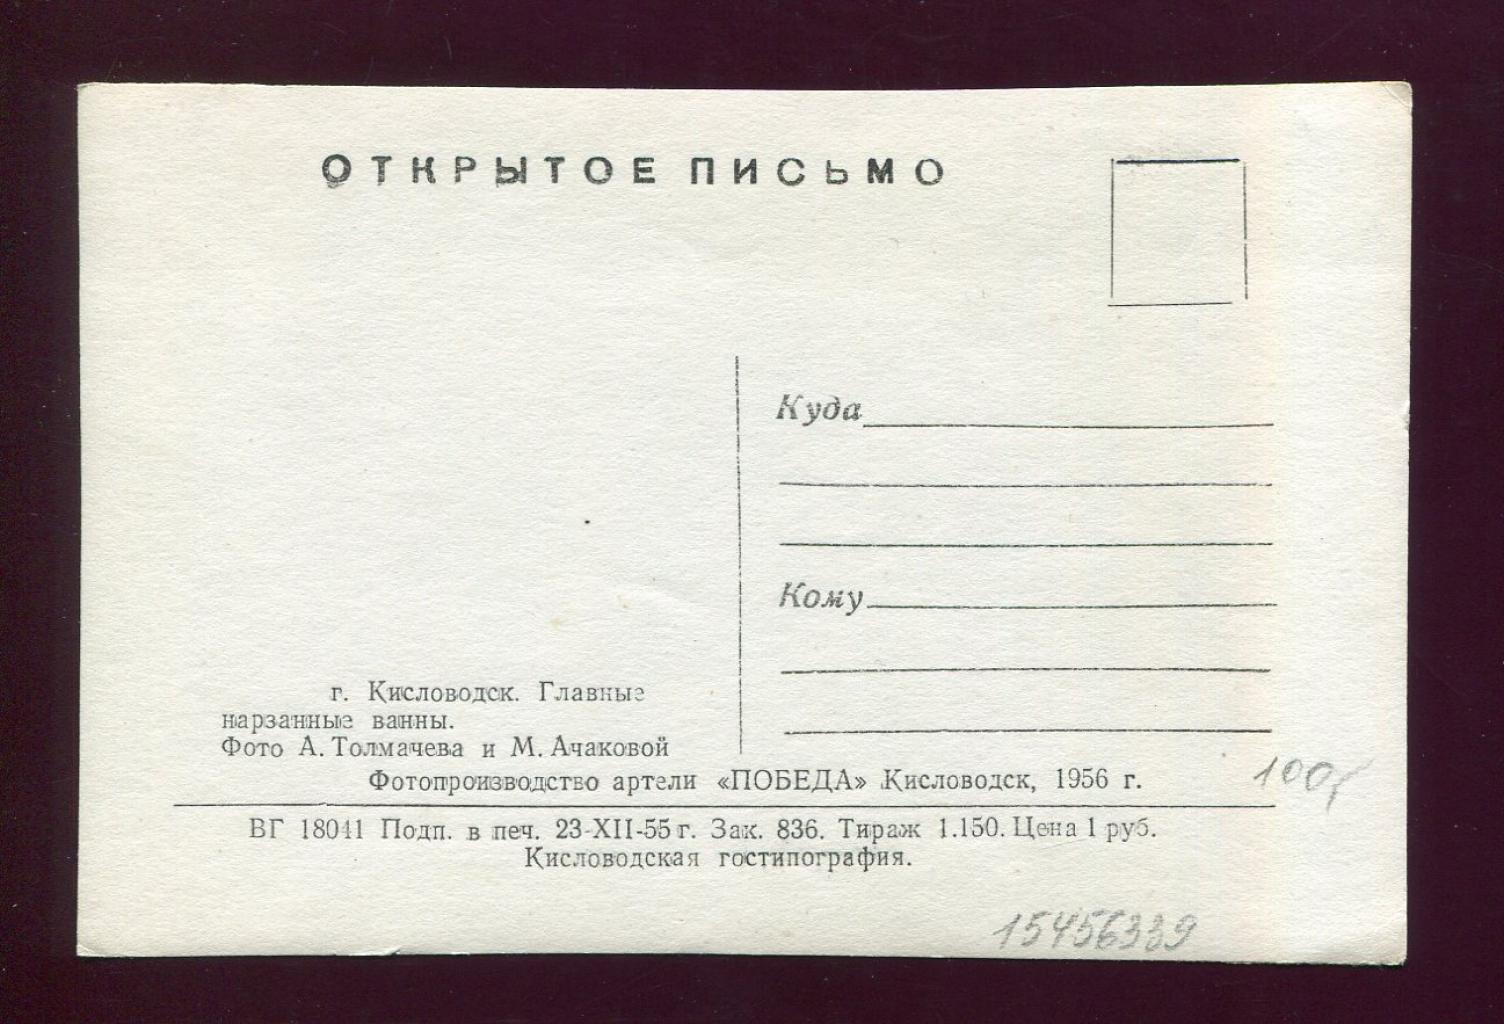 ОТКРЫТОЕ ПИСЬМО
Куда
Кому
г. Кисловодск. Главные
нарзанные ванны.
Фото А. Толмачева и М. Ачаковой
Фотопроизводство артели «ПОБЕДА» Кисловодск, 1956 г.
100р
ВГ 18041 Подп. в печ. 23-XII-55 г. Зак. 836. Тираж 1.150. Цена 1 руб.
Кисловодская гостипография.
15456339